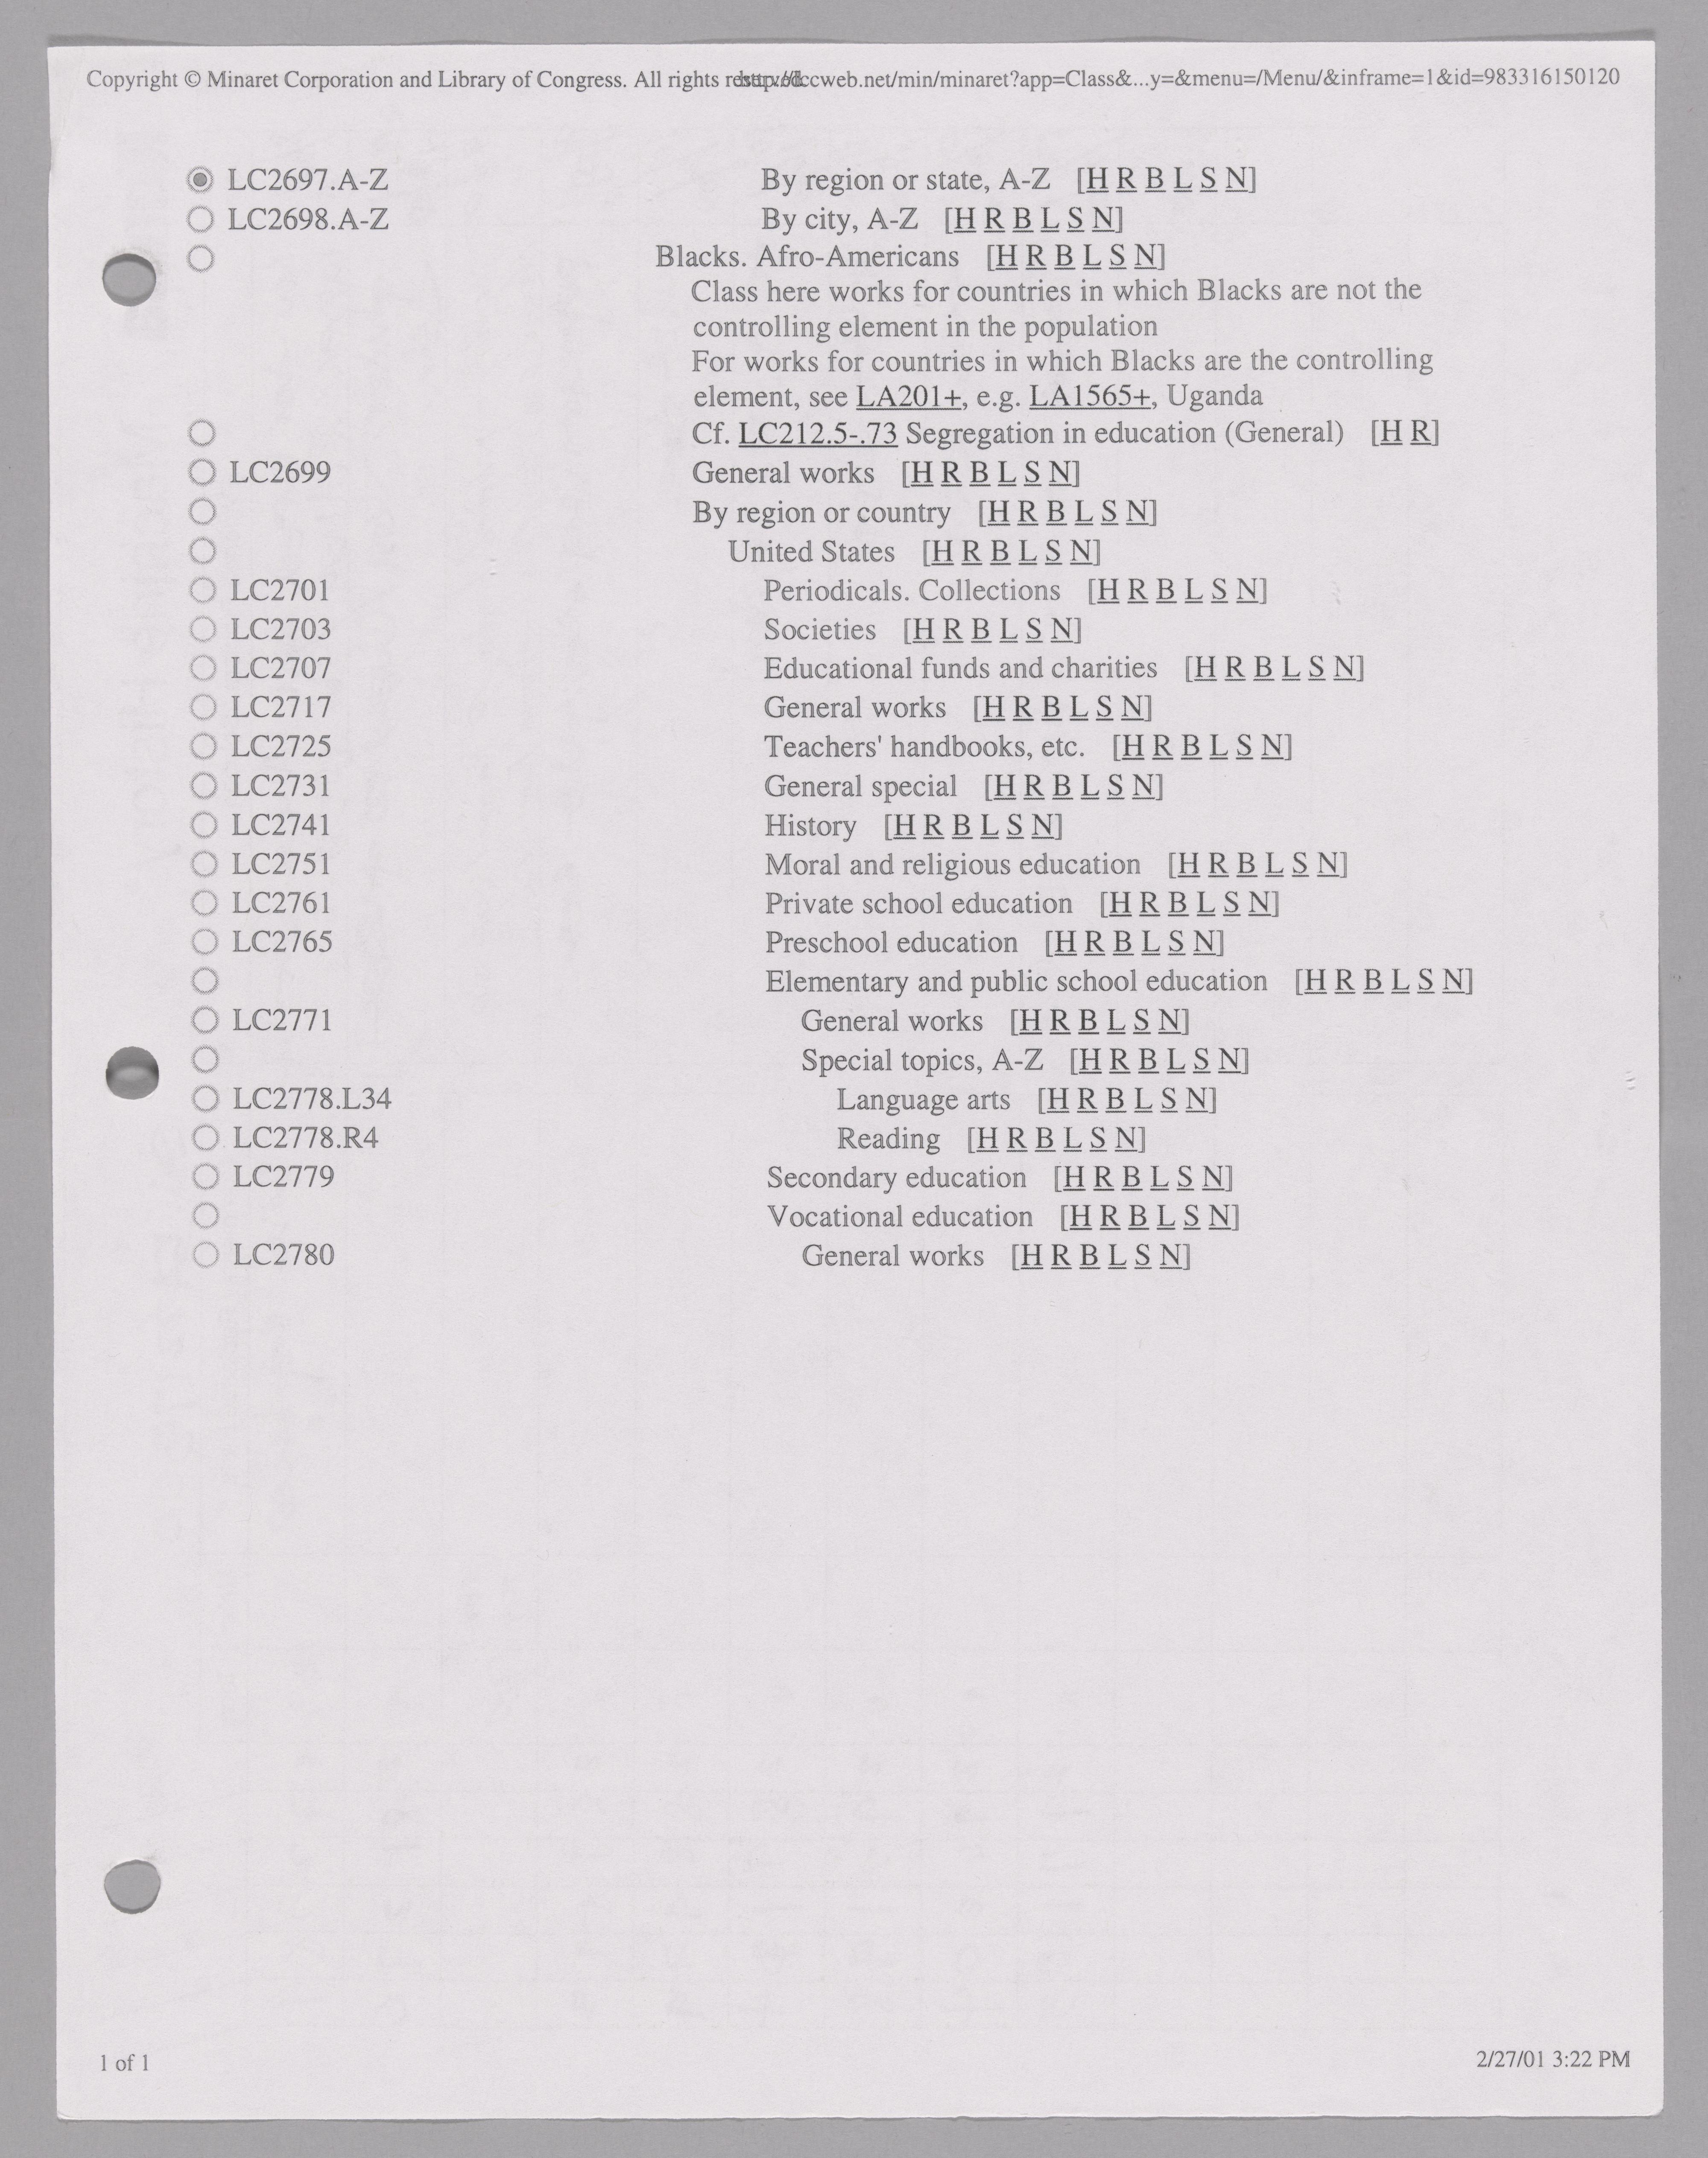 Copyright © Minaret Corporation and Library of Congress. All rights reserved. http://lccweb.net/min/minaret?app=Class&...y=&menu=/Menu/&inframe=1&id=983316150120
LC2697.A-Z By region or state, A-Z [H R B L S N]
LC2698.A-Z By city, A-Z [H R B L S N]
Blacks. Afro-Americans [H R B L S N]
Class here works for countries in which Blacks are not the
controlling element in the population
For works for countries in which Blacks are the controlling
element, see LA201+, e.g. LA1565+, Uganda
Cf. LC212.5-.73 Segregation in education (General) [H R]
LC2699 General works [H R B L S N]
By region or country [H R B L S N]
United States [H R B L S N]
LC2701 Periodicals. Collections [H R B L S N]
LC2703 Societies [H R B L S N]
LC2707 Educational funds and charities [H R B L S N]
LC2717 General works [H R B L S N]
LC2725 Teachers' handbooks, etc. [H R B L S N]
LC2731 General special [H R B L S N]
LC2741 History [H R B L S N]
LC2751 Moral and religious education [H R B L S N]
LC2761 Private school education [H R B L S N]
LC2765 Preschool education [H R B L S N]
Elementary and public school education [H R B L S N]
LC2771 General works [H R B L S N]
Special topics, A-Z [H R B L S N]
LC2778.L34 Language arts [H R B L S N]
LC2778.R4 Reading [H R B L S N]
LC2779 Secondary education [H R B L S N]
Vocational education [H R B L S N]
LC2780 General works [H R B L S N]
1 of 1 2/27/01 3:22 PM